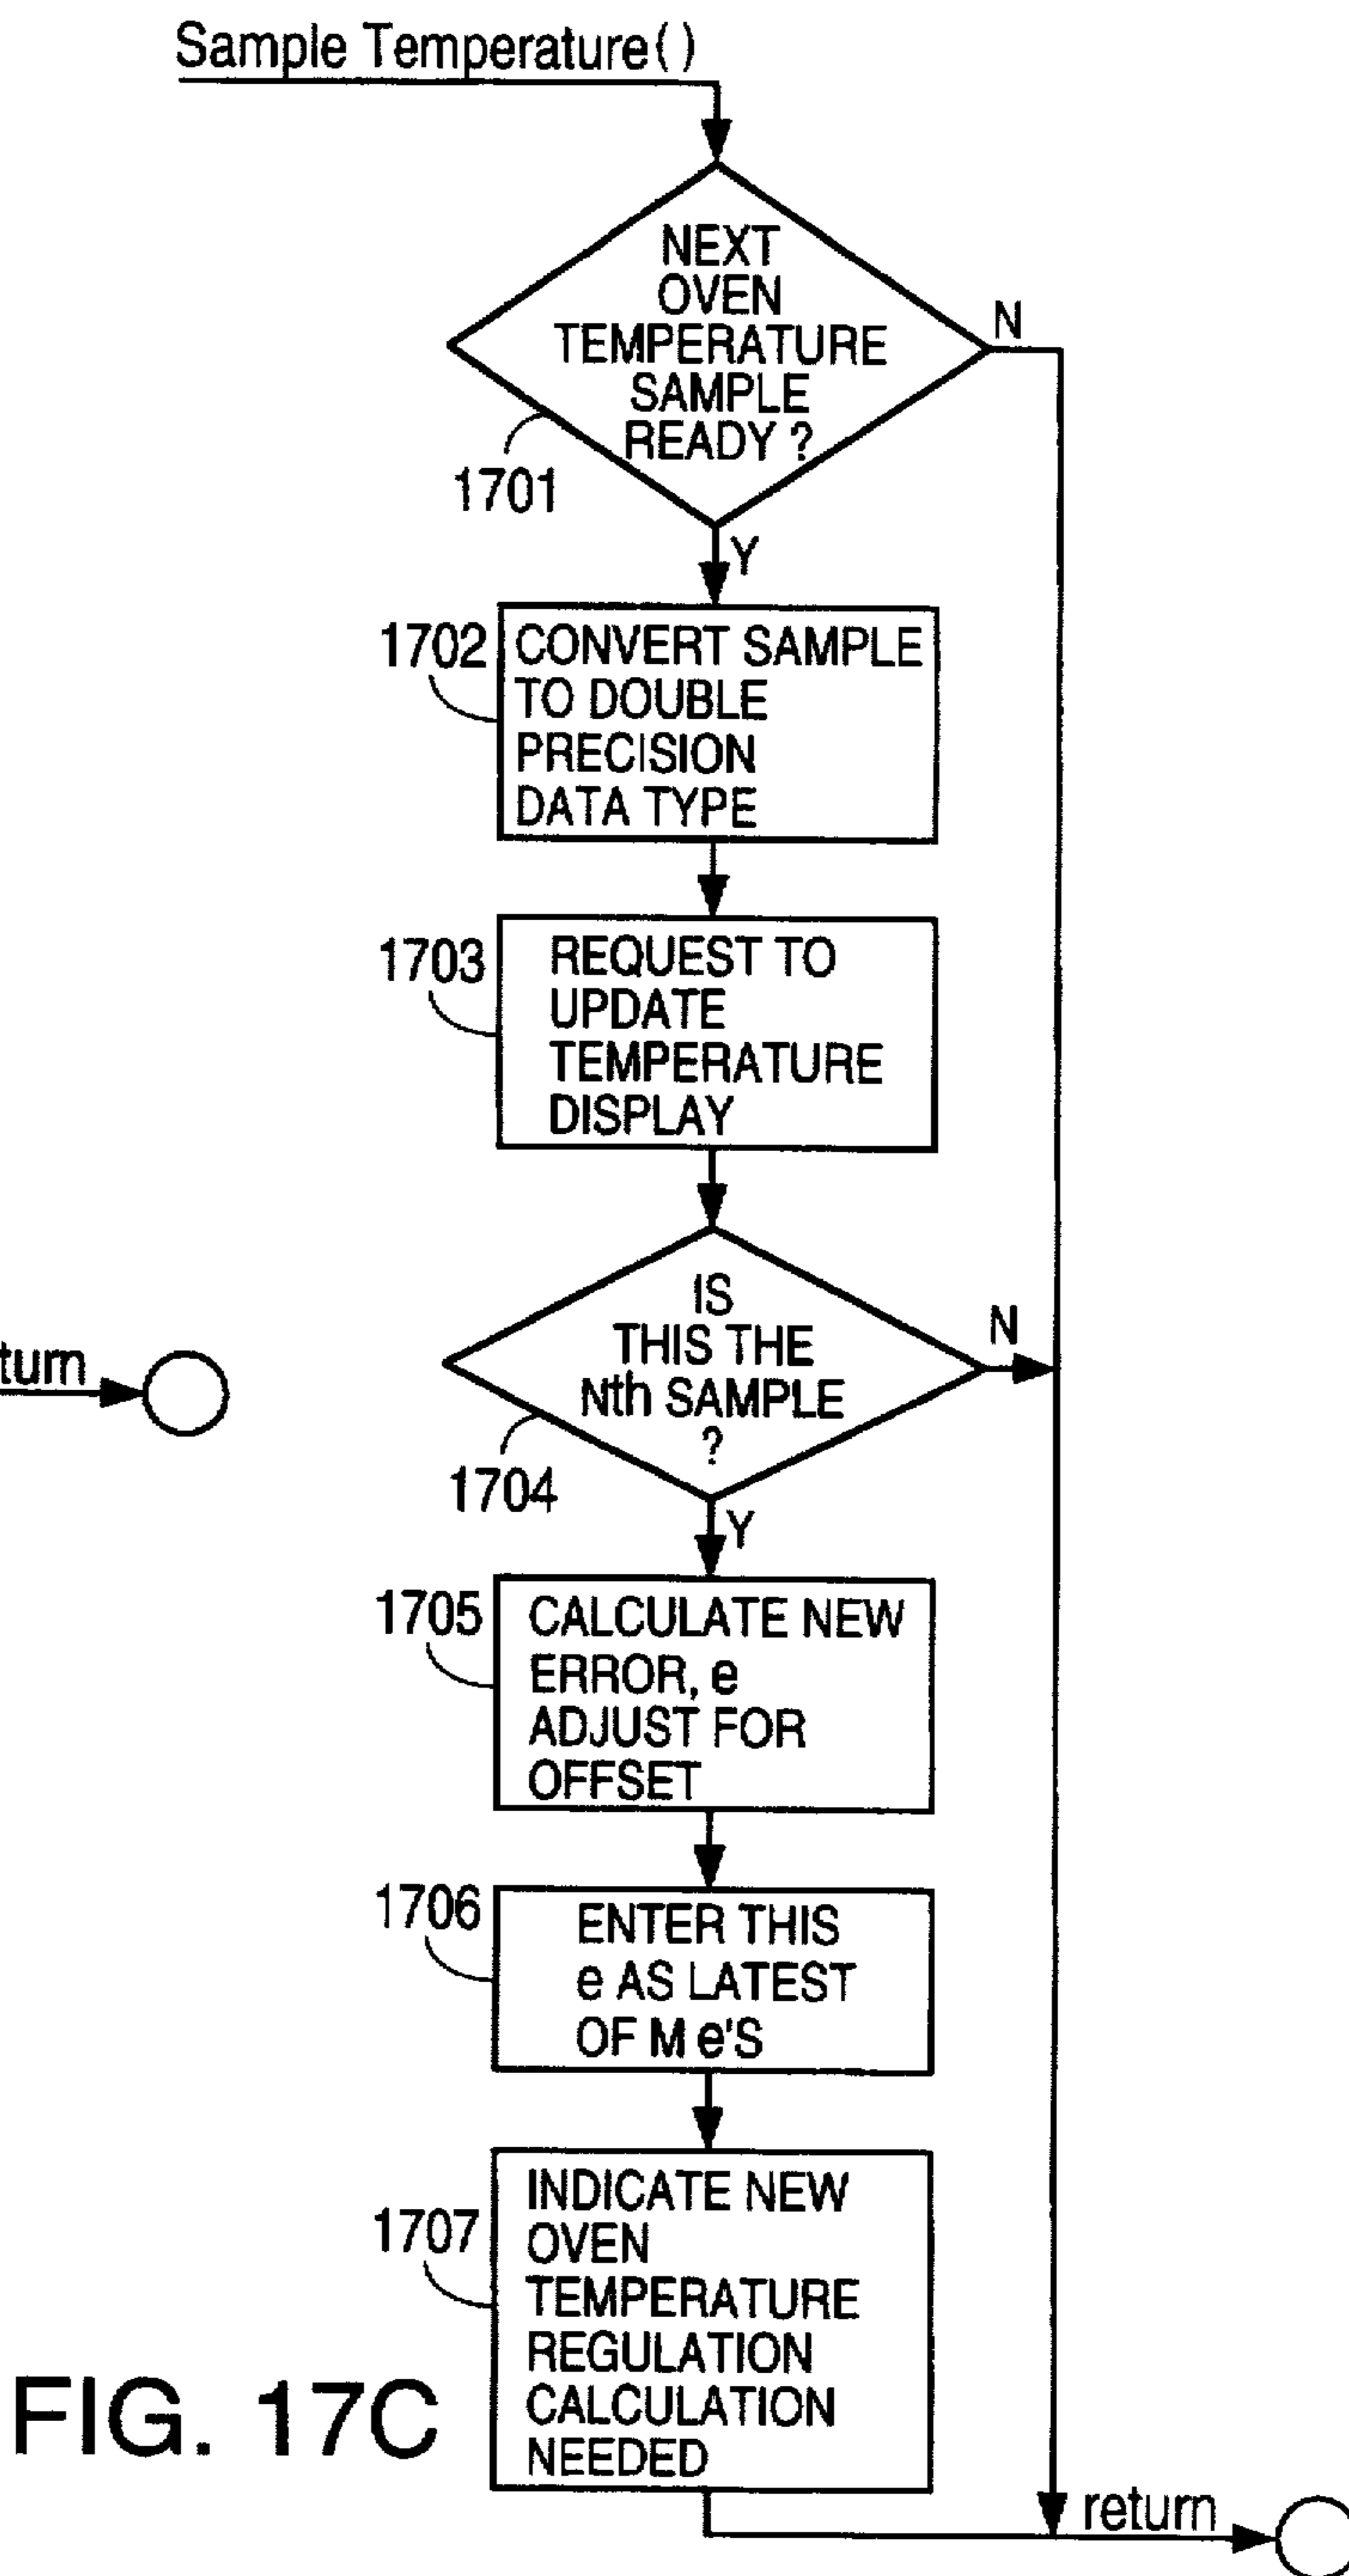 Sample Temperature()
NEXT
OVEN
TEMPERATURE
SAMPLE
READY ?
N
1701
Y
1702
CONVERT SAMPLE
TO DOUBLE
PRECISION
DATA TYPE
1703
REQUEST TO
UPDATE
TEMPERATURE
DISPLAY
IS
THIS THE
Nth SAMPLE
?
N
turn
1704
Y
1705
CALCULATE NEW
ERROR, e
ADJUST FOR
OFFSET
1706
ENTER THIS
e AS LATEST
OF M e'S
1707
INDICATE NEW
OVEN
TEMPERATURE
REGULATION
CALCULATION
NEEDED
FIG. 17C
return